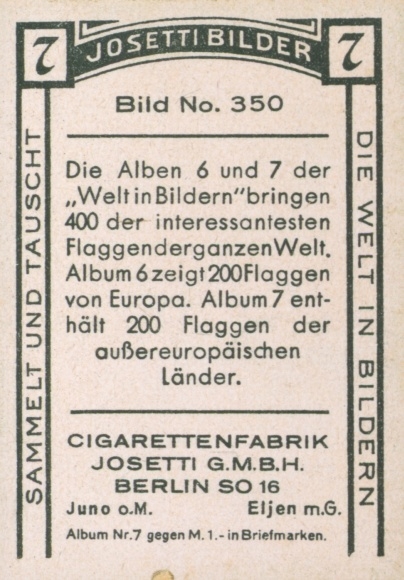 7 JOSETTI BILDER 7
Bild No. 350
SAMMELT UND TAUSCHT
Die Alben 6 und 7 der
„Welt in Bildern" bringen
400 der interessantesten
Flaggen der ganzen Welt.
Album 6 zeigt 200 Flaggen
von Europa. Album 7 ent-
hält 200 Flaggen der
außereuropäischen
Länder.
DIE WELT IN BILDERN
CIGARETTENFABRIK
JOSETTI G.M.B.H.
BERLIN SO 16
Juno o.M. Eljen m.G.
Album Nr. 7 gegen M. 1.- in Briefmarken.